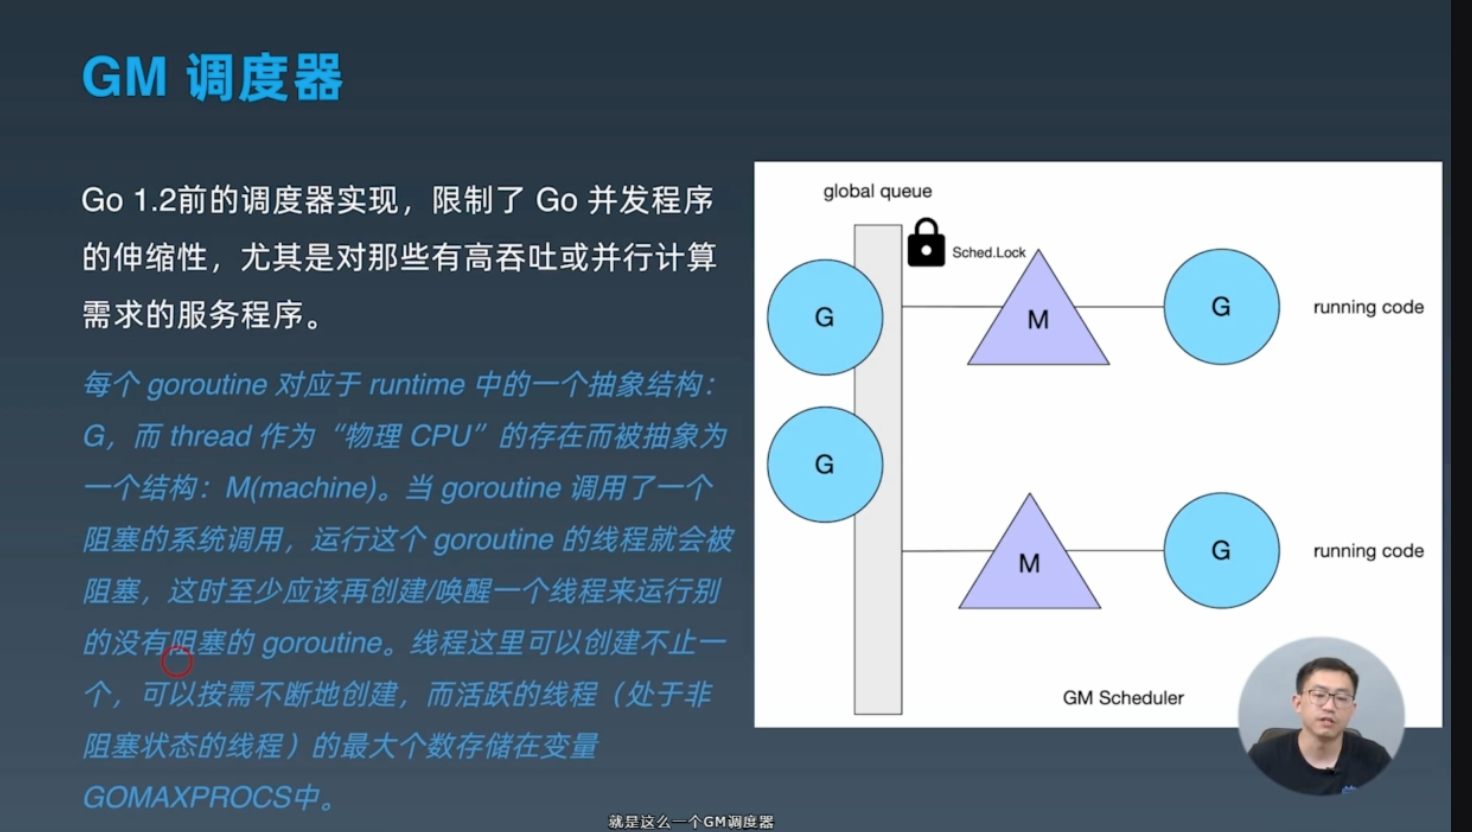 GM 调度器
Go 1.2前的调度器实现，限制了 Go 并发程序
的伸缩性，尤其是对那些有高吞吐或并行计算
需求的服务程序。
每个 goroutine 对应于 runtime 中的一个抽象结构：
G，而 thread 作为“物理 CPU”的存在而被抽象为
一个结构：M(machine)。当 goroutine 调用了一个
阻塞的系统调用，运行这个 goroutine 的线程就会被
阻塞，这时至少应该再创建/唤醒一个线程来运行别
的没有阻塞的 goroutine。线程这里可以创建不止一
个，可以按需不断地创建，而活跃的线程（处于非
阻塞状态的线程）的最大个数存储在变量
GOMAXPROCS中。
global queue
Sched.Lock
G
M
G
running code
G
M
G
running code
GM Scheduler
就是这么一个GM调度器